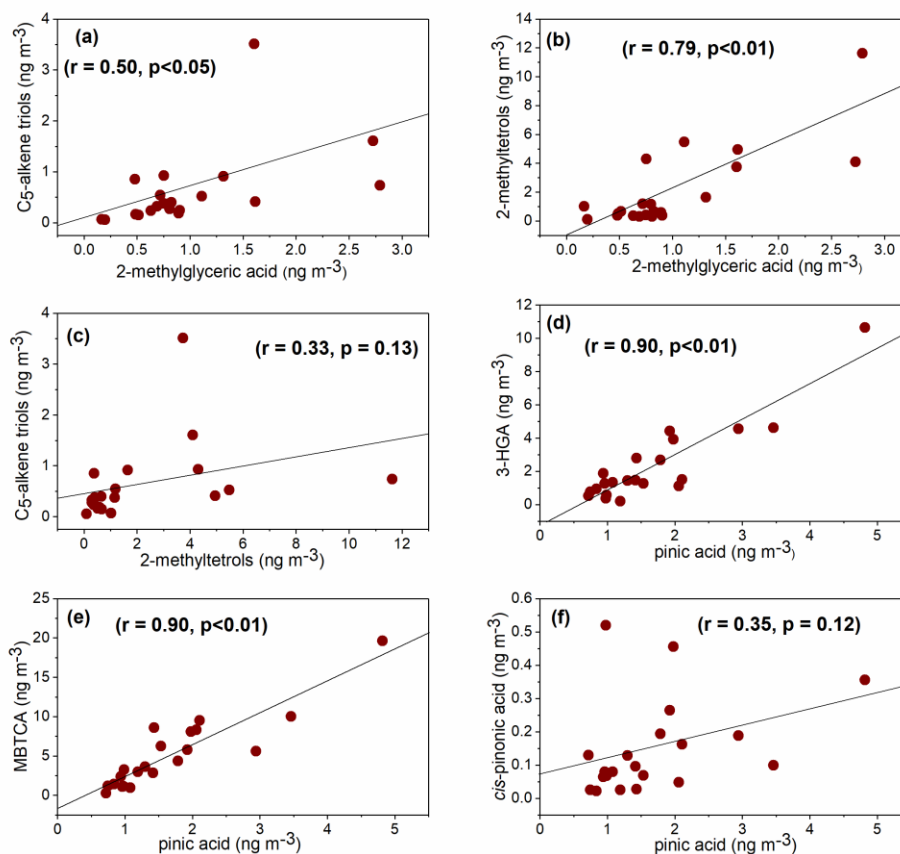 (a)
(r = 0.50, p<0.05)
C5-alkene triols (ng m-3)
4
3
2
1
0
0.0 0.5 1.0 1.5 2.0 2.5 3.0
2-methylglyceric acid (ng m-3)
(b)
(r = 0.79, p<0.01)
2-methyltetrols (ng m-3)
14
12
10
8
6
4
2
0
0.0 0.5 1.0 1.5 2.0 2.5 3.0
2-methylglyceric acid (ng m-3)
(c)
(r = 0.33, p = 0.13)
C5-alkene triols (ng m-3)
4
3
2
1
0
0 2 4 6 8 10 12
2-methyltetrols (ng m-3)
(d)
(r = 0.90, p<0.01)
3-HGA (ng m-3)
12
10
8
6
4
2
0
0 1 2 3 4 5
pinic acid (ng m-3)
(e)
(r = 0.90, p<0.01)
MBTCA (ng m-3)
25
20
15
10
5
0
0 1 2 3 4 5
pinic acid (ng m-3)
(f)
(r = 0.35, p = 0.12)
cis-pinonic acid (ng m-3)
0.6
0.5
0.4
0.3
0.2
0.1
0.0
0 1 2 3 4 5
pinic acid (ng m-3)